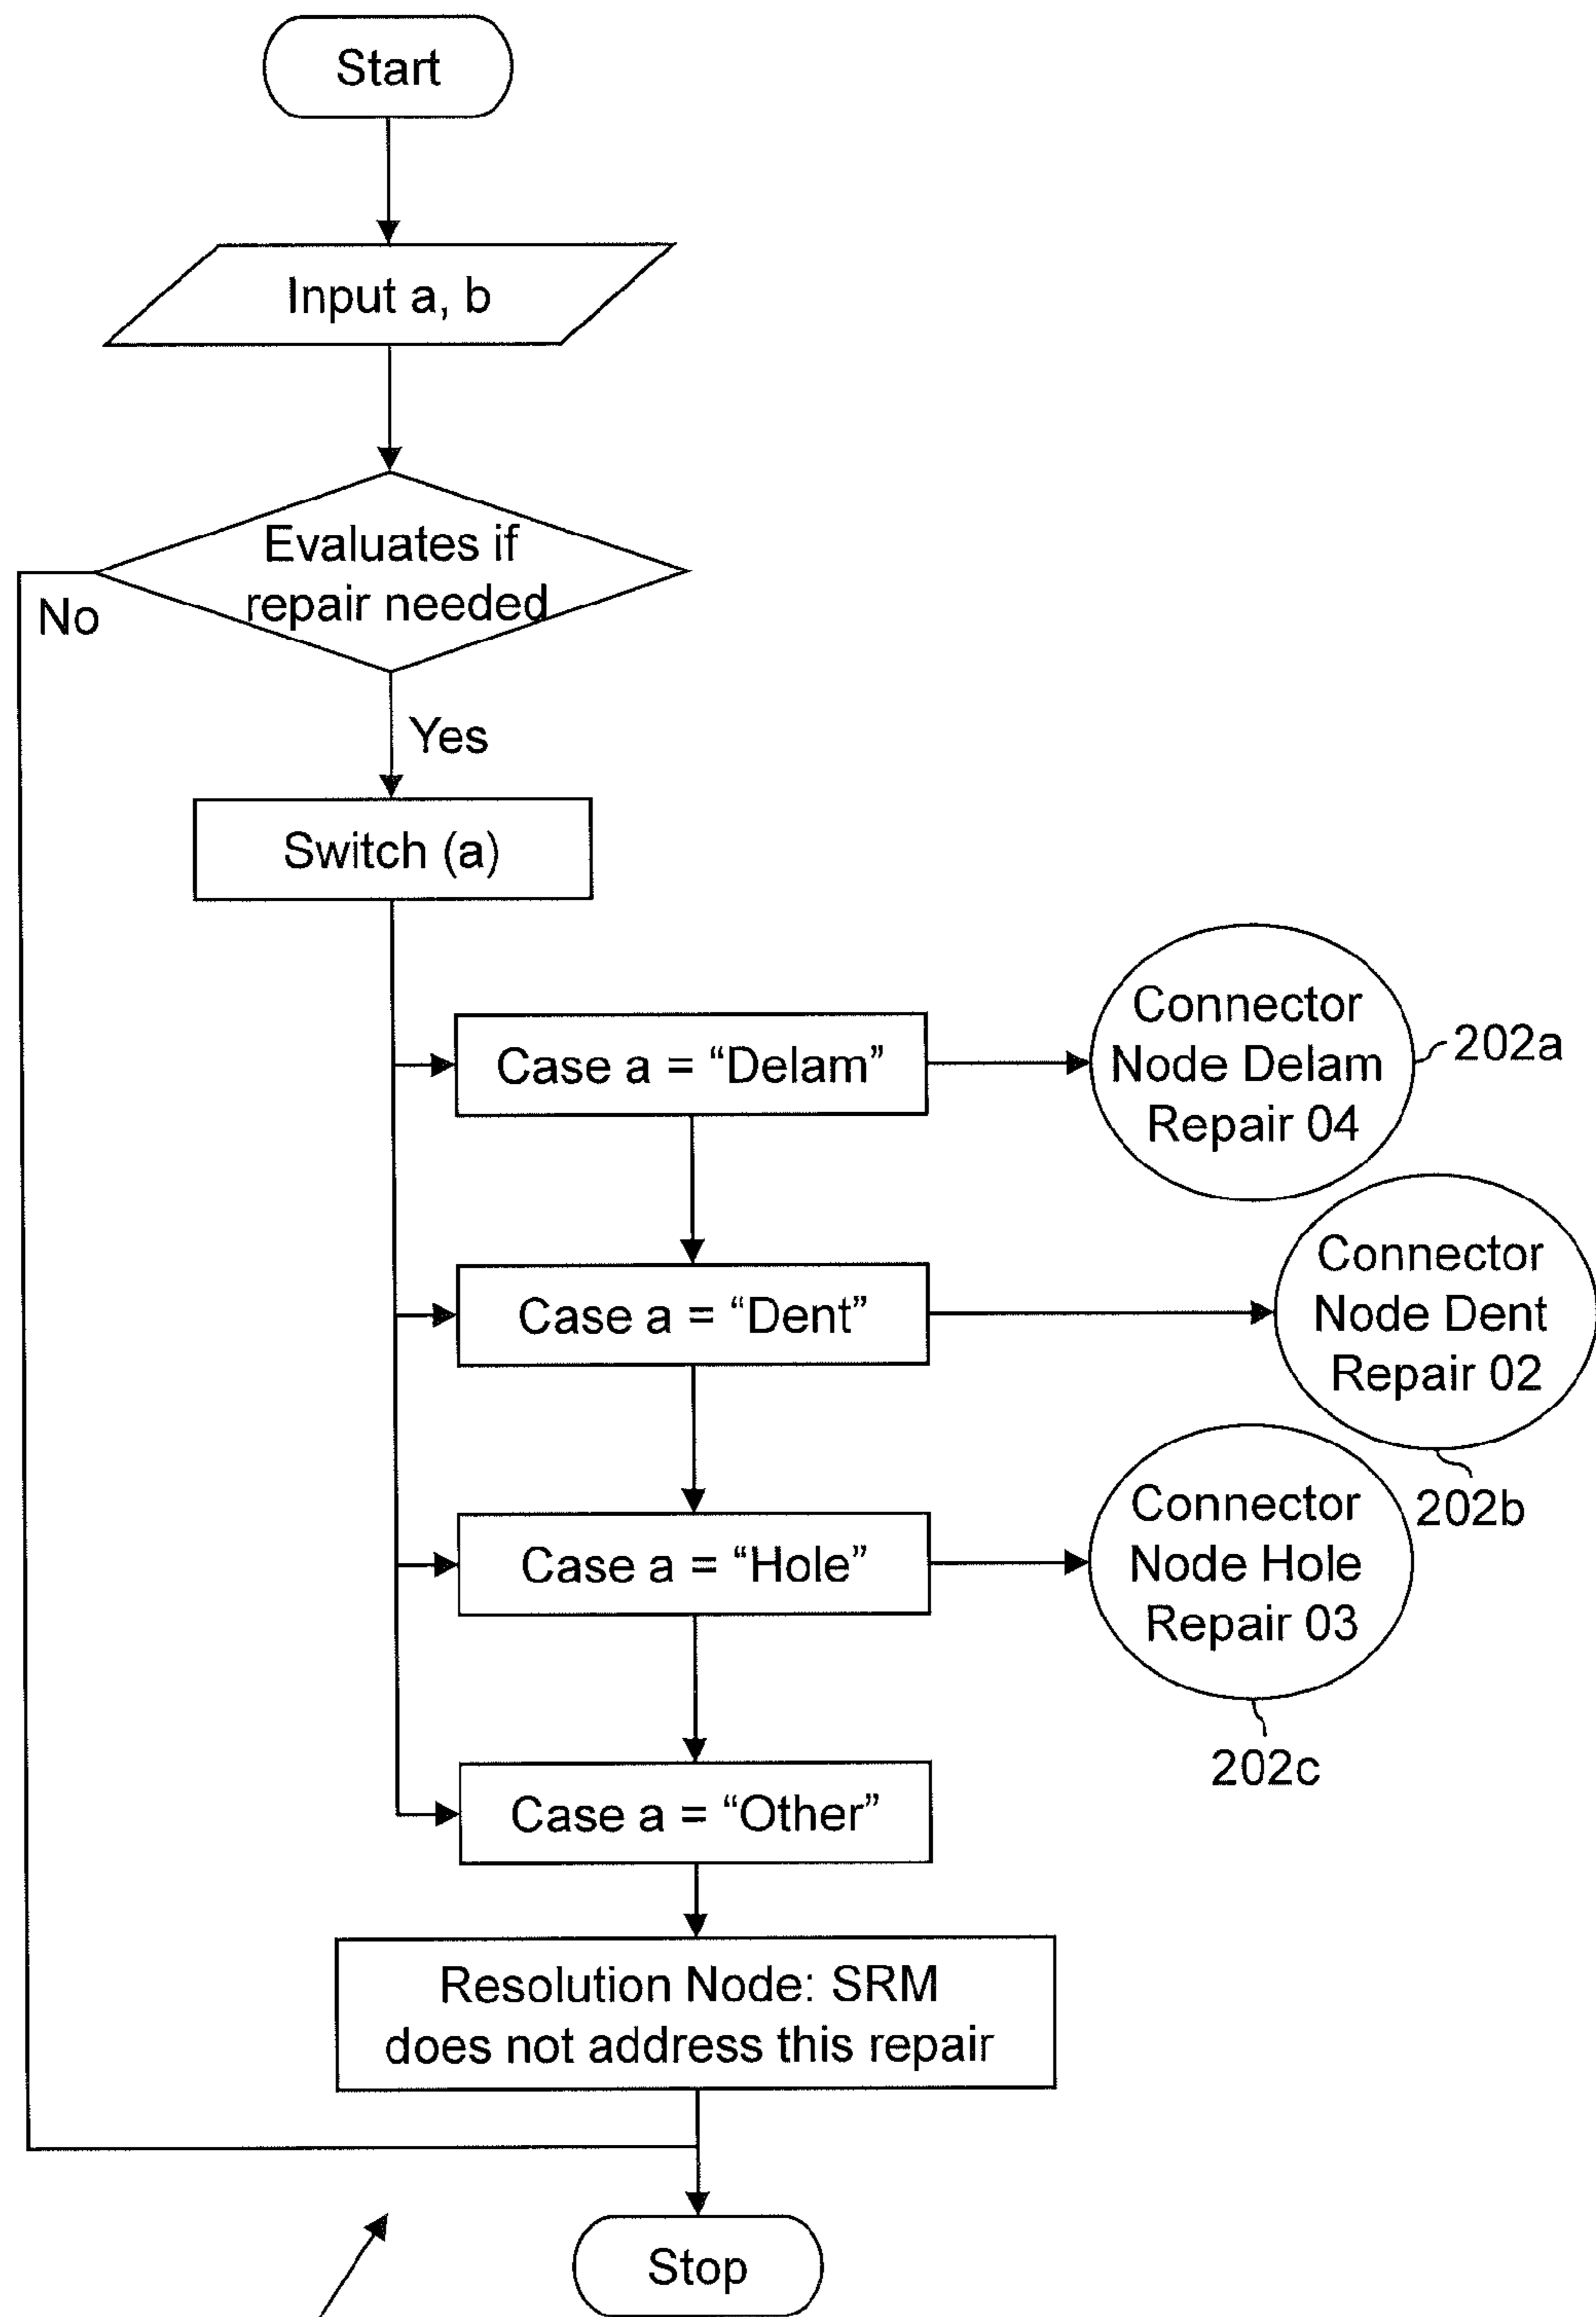 Start
Input a, b
Evaluates if
repair needed
No
Yes
Switch (a)
Case a = “Delam”
Connector
Node Delam
Repair 04
202a
Case a = “Dent”
Connector
Node Dent
Repair 02
202b
Case a = “Hole”
Connector
Node Hole
Repair 03
202c
Case a = “Other”
Resolution Node: SRM
does not address this repair
Stop